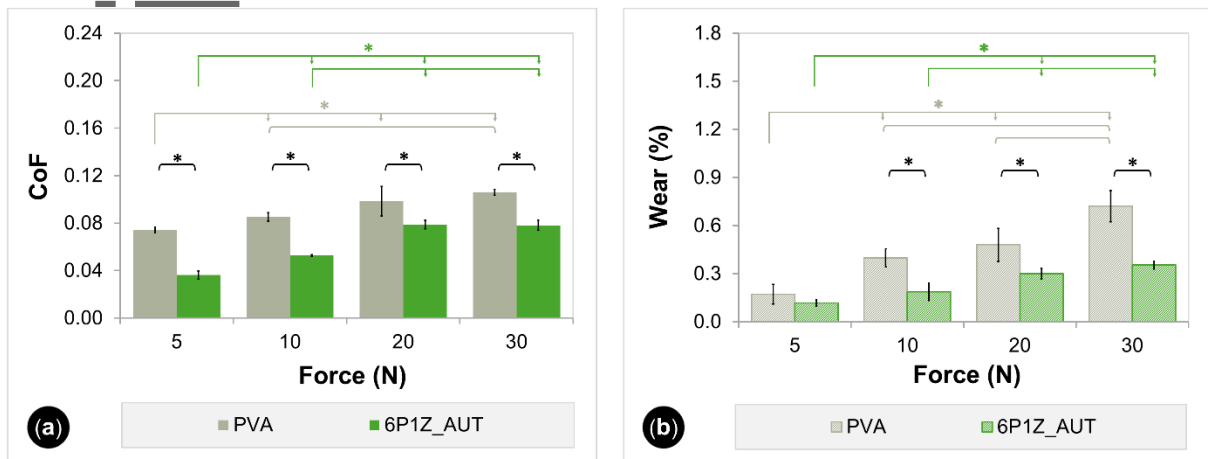 0.24
0.20
0.16
0.12
0.08
0.04
0.00
CoF
*
*
* * * *
5 10 20 30
Force (N)
(a)
PVA 6P1Z_AUT
1.8
1.5
1.2
0.9
0.6
0.3
0.0
Wear (%)
*
*
* * *
5 10 20 30
Force (N)
(b)
PVA 6P1Z_AUT